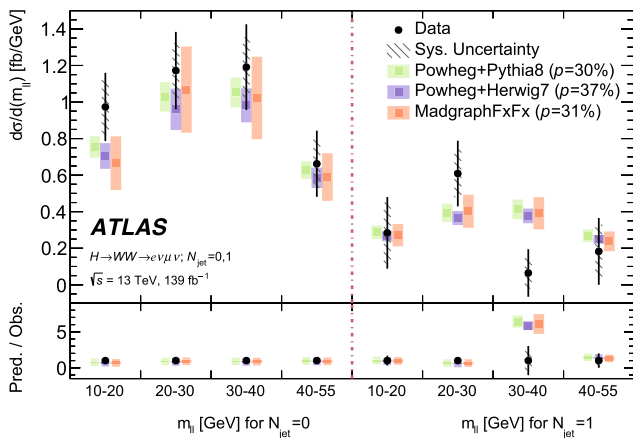 dσ/d(m_ll) [fb/GeV]
1.4
1.2
1
0.8
0.6
0.4
0.2
0
Data
Sys. Uncertainty
Powheg+Pythia8 (p=30%)
Powheg+Herwig7 (p=37%)
MadgraphFxFx (p=31%)
ATLAS
H→WW→eνμν; N_jet=0,1
√s = 13 TeV, 139 fb⁻¹
Pred. / Obs.
5
0
10-20 20-30 30-40 40-55 10-20 20-30 30-40 40-55
m_ll [GeV] for N_jet=0 m_ll [GeV] for N_jet=1